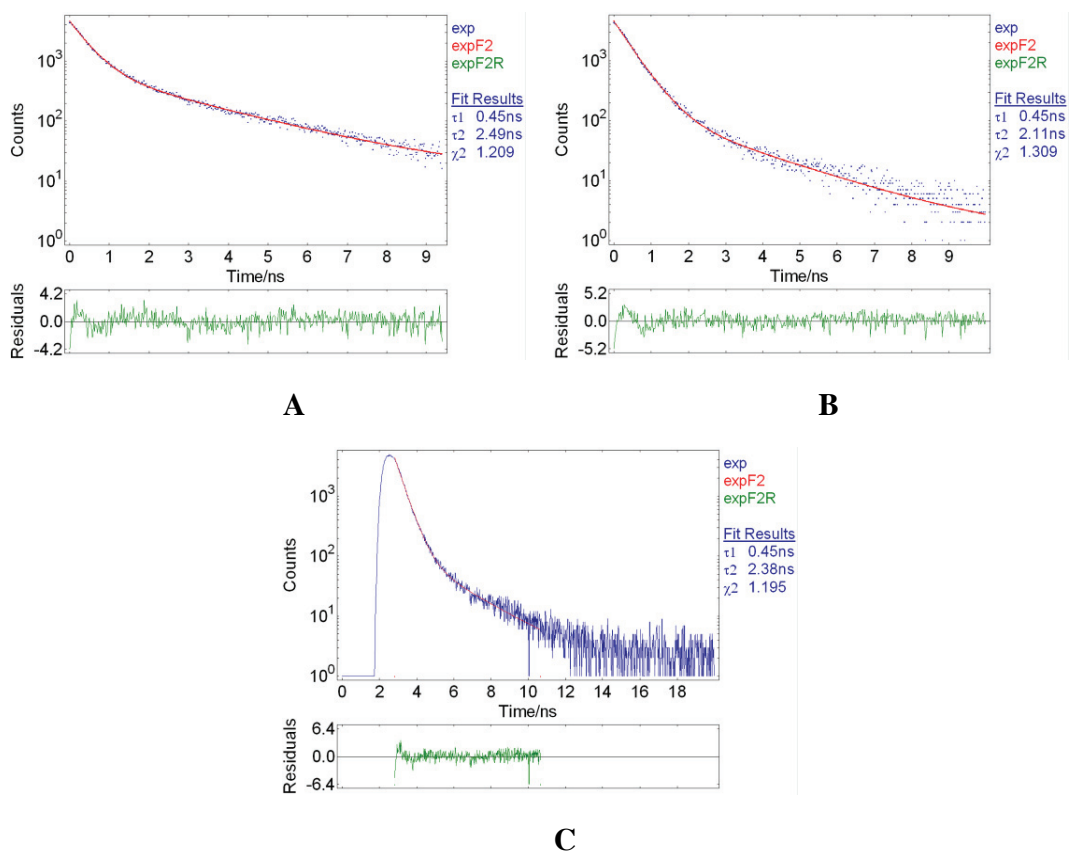 exp
expF2
expF2R
Fit Results
τ1 0.45ns
τ2 2.49ns
χ2 1.209
Counts
10³
10²
10¹
10⁰
0 1 2 3 4 5 6 7 8 9
Time/ns
Residuals
4.2
0.0
-4.2
A
exp
expF2
expF2R
Fit Results
τ1 0.45ns
τ2 2.11ns
χ2 1.309
Counts
10³
10²
10¹
10⁰
0 1 2 3 4 5 6 7 8 9
Time/ns
Residuals
5.2
0.0
-5.2
B
exp
expF2
expF2R
Fit Results
τ1 0.45ns
τ2 2.38ns
χ2 1.195
Counts
10³
10²
10¹
10⁰
0 2 4 6 8 10 12 14 16 18
Time/ns
Residuals
6.4
0.0
-6.4
C